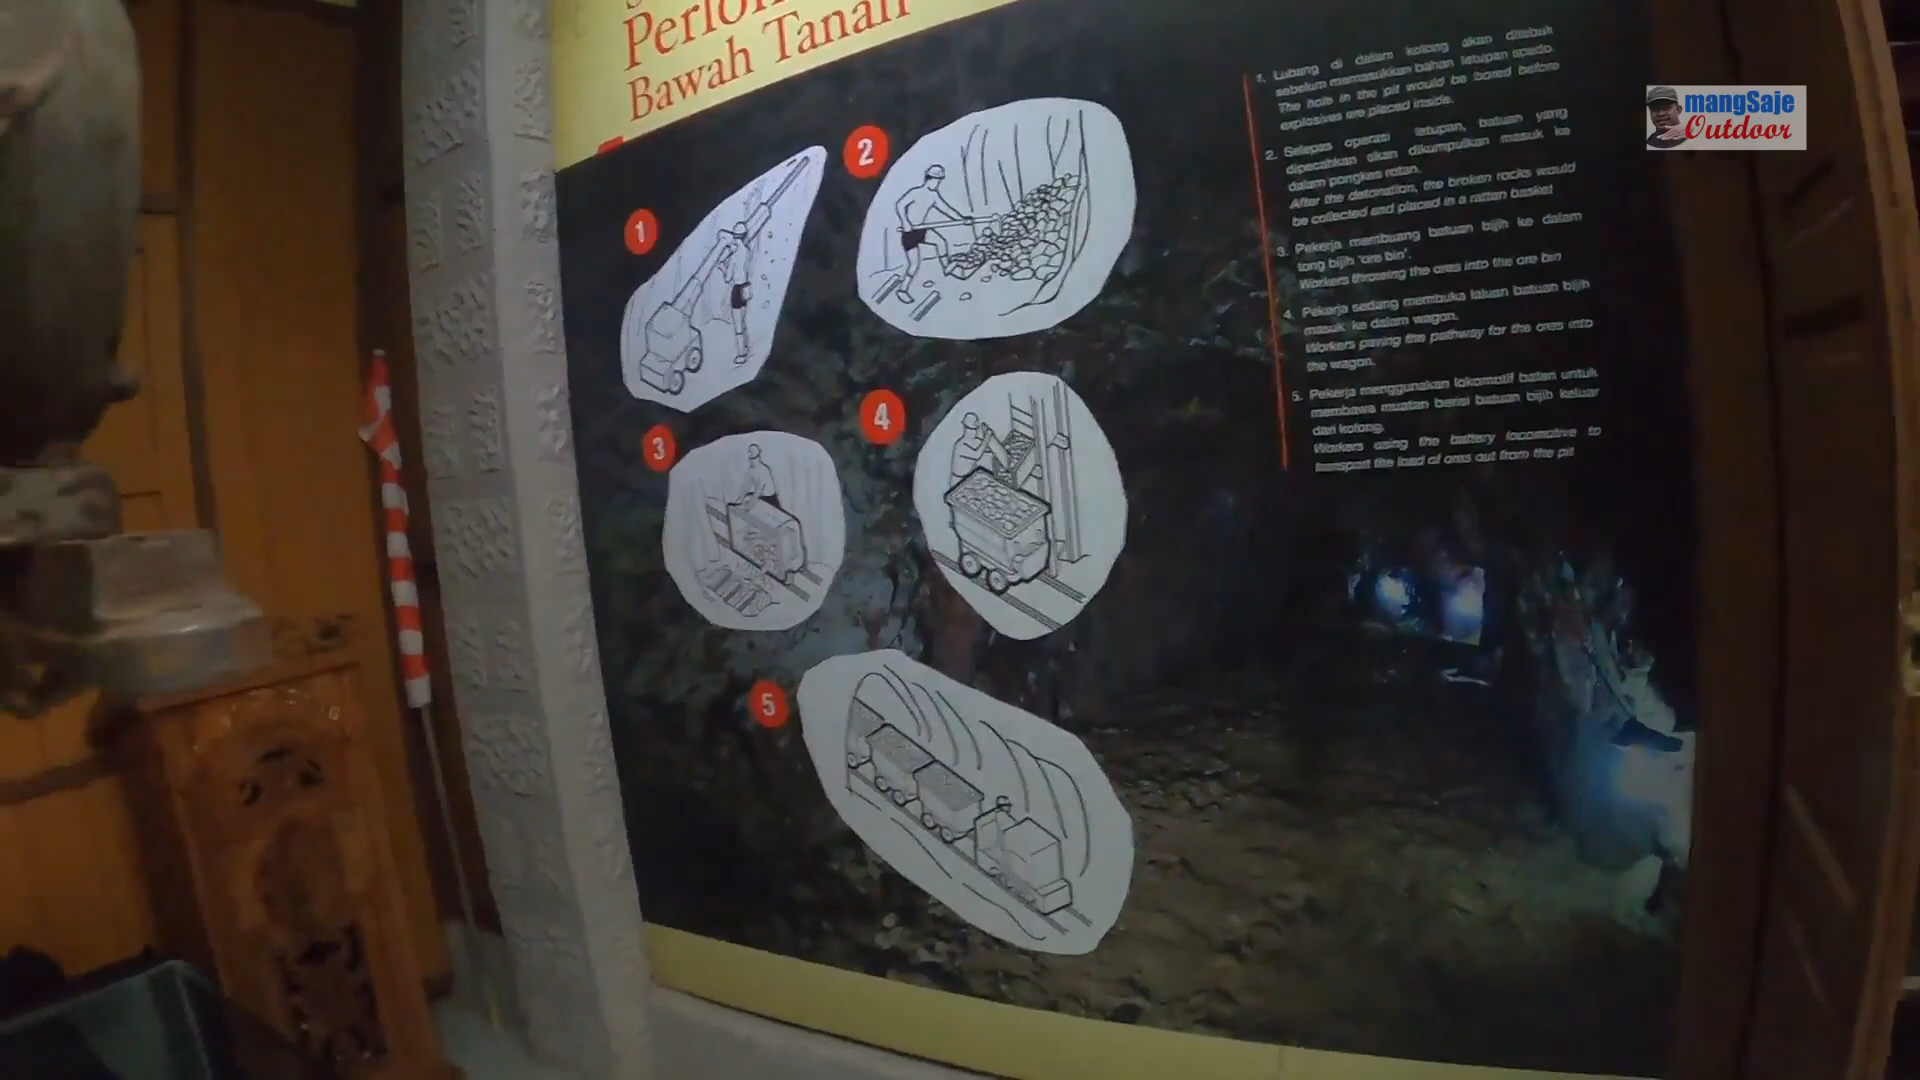 Bawah Tanah
mangSaje
Outdoor
1
2
3
4
5
1. Lubang di dalam kolong akan ditebuk
sebelum memasukkan bahan letupan
The hole in the pit would be bored before
explosives are placed inside.
2. Selepas operasi letupan, batuan yang
dipecahkan akan dikumpulkan masuk ke
dalam pongkes rotan.
After the detonation, the broken rocks would
be collected and placed in a rattan basket
3. Pekerja membuang batuan bijih ke dalam
tong bijih 'ore bin'.
Workers throwing the ores into the ore bin
4. Pekerja sedang membuka laluan batuan bijih
masuk ke dalam wagon.
Workers paving the pathway for the ores into
the wagon.
5. Pekerja menggunakan lokomotif bateri untuk
membawa muatan berisi batuan bijih keluar
dari kolong.
Workers using the battery locomotive to
transport the load of ores out from the pit